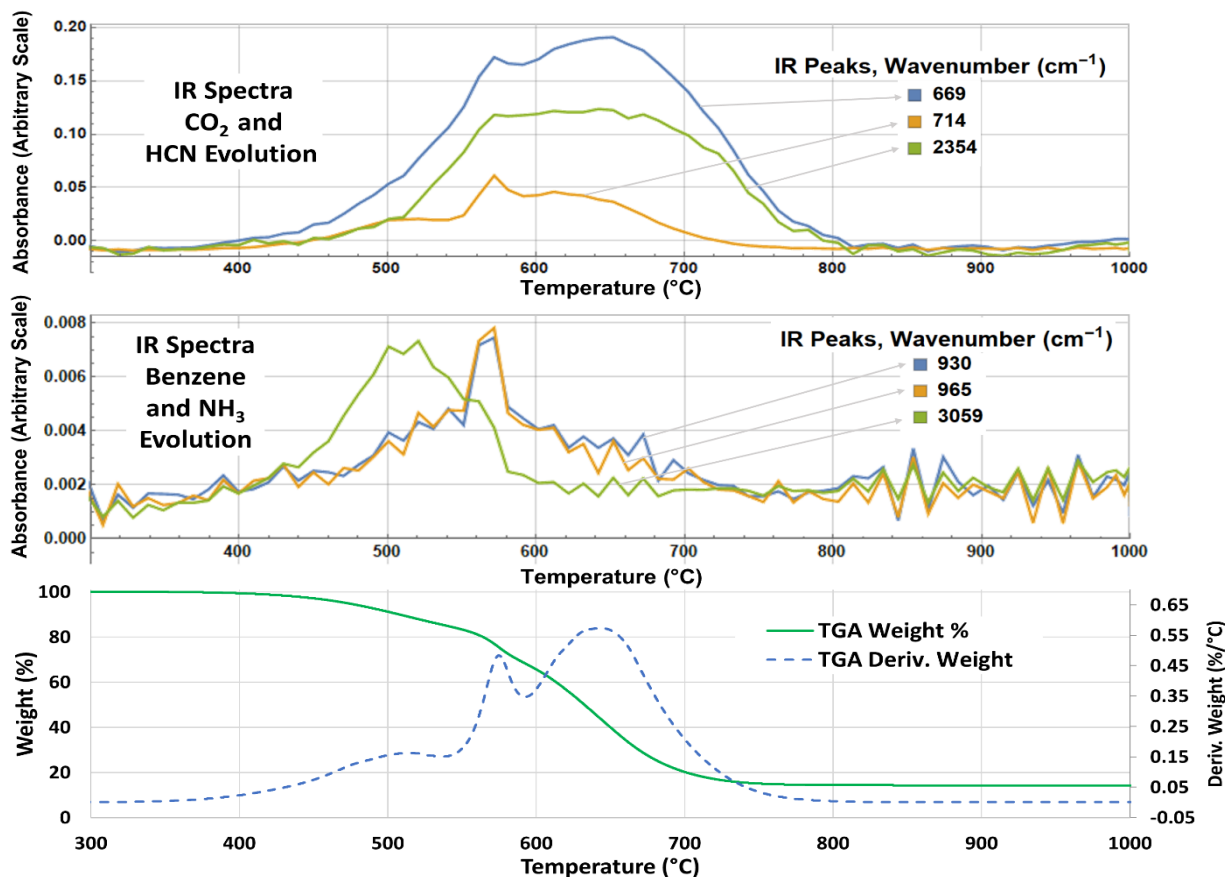 0.20
0.15
0.10
0.05
0.00
Absorbance (Arbitrary Scale)
IR Spectra
CO₂ and
HCN Evolution
IR Peaks, Wavenumber (cm⁻¹)
669
714
2354
400 500 600 700 800 900 1000
Temperature (°C)
0.008
0.006
0.004
0.002
0.000
Absorbance (Arbitrary Scale)
IR Spectra
Benzene
and NH₃
Evolution
IR Peaks, Wavenumber (cm⁻¹)
930
965
3059
400 500 600 700 800 900 1000
Temperature (°C)
100
80
60
40
20
0
Weight (%)
TGA Weight %
TGA Deriv. Weight
0.65
0.55
0.45
0.35
0.25
0.15
0.05
-0.05
Deriv. Weight (%/°C)
300 400 500 600 700 800 900 1000
Temperature (°C)